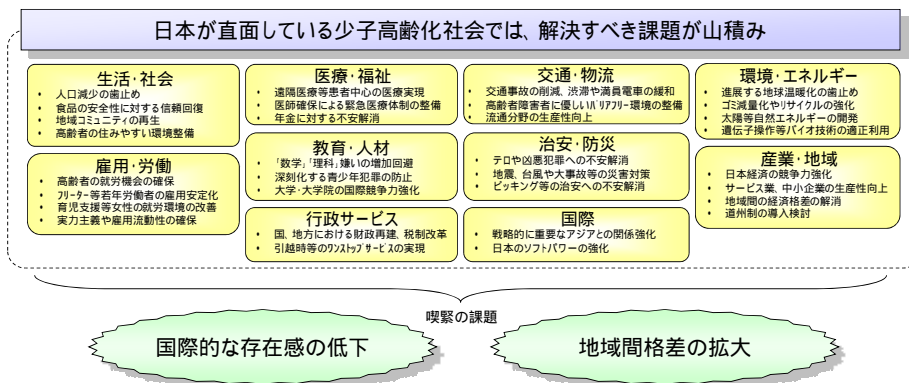 日本が直面している少子高齢化社会では、解決すべき課題が山積み
生活・社会
• 人口減少の歯止め
• 食品の安全性に対する信頼回復
• 地域コミュニティの再生
• 高齢者の住みやすい環境整備
雇用・労働
• 高齢者の就労機会の確保
• フリーター等若年労働者の雇用安定化
• 育児支援等女性の就労環境の改善
• 実力主義や雇用流動性の確保
医療・福祉
• 遠隔医療等患者中心の医療実現
• 医師確保による緊急医療体制の整備
• 年金に対する不安解消
教育・人材
• 「数学」「理科」嫌いの増加回避
• 深刻化する青少年犯罪の防止
• 大学・大学院の国際競争力強化
行政サービス
• 国、地方における財政再建、税制改革
• 引越時等のワンストップサービスの実現
交通・物流
• 交通事故の削減、渋滞や満員電車の緩和
• 高齢者障害者に優しいバリアフリー環境の整備
• 流通分野の生産性向上
治安・防災
• テロや凶悪犯罪への不安解消
• 地震、台風や大事故等の災害対策
• ピッキング等の治安への不安解消
国際
• 戦略的に重要なアジアとの関係強化
• 日本のソフトパワーの強化
環境・エネルギー
• 進展する地球温暖化の歯止め
• ゴミ減量化やリサイクルの強化
• 太陽等自然エネルギーの開発
• 遺伝子操作等バイオ技術の適正利用
産業・地域
• 日本経済の競争力強化
• サービス業、中小企業の生産性向上
• 地域間の経済格差の解消
• 道州制の導入検討
喫緊の課題
国際的な存在感の低下
地域間格差の拡大